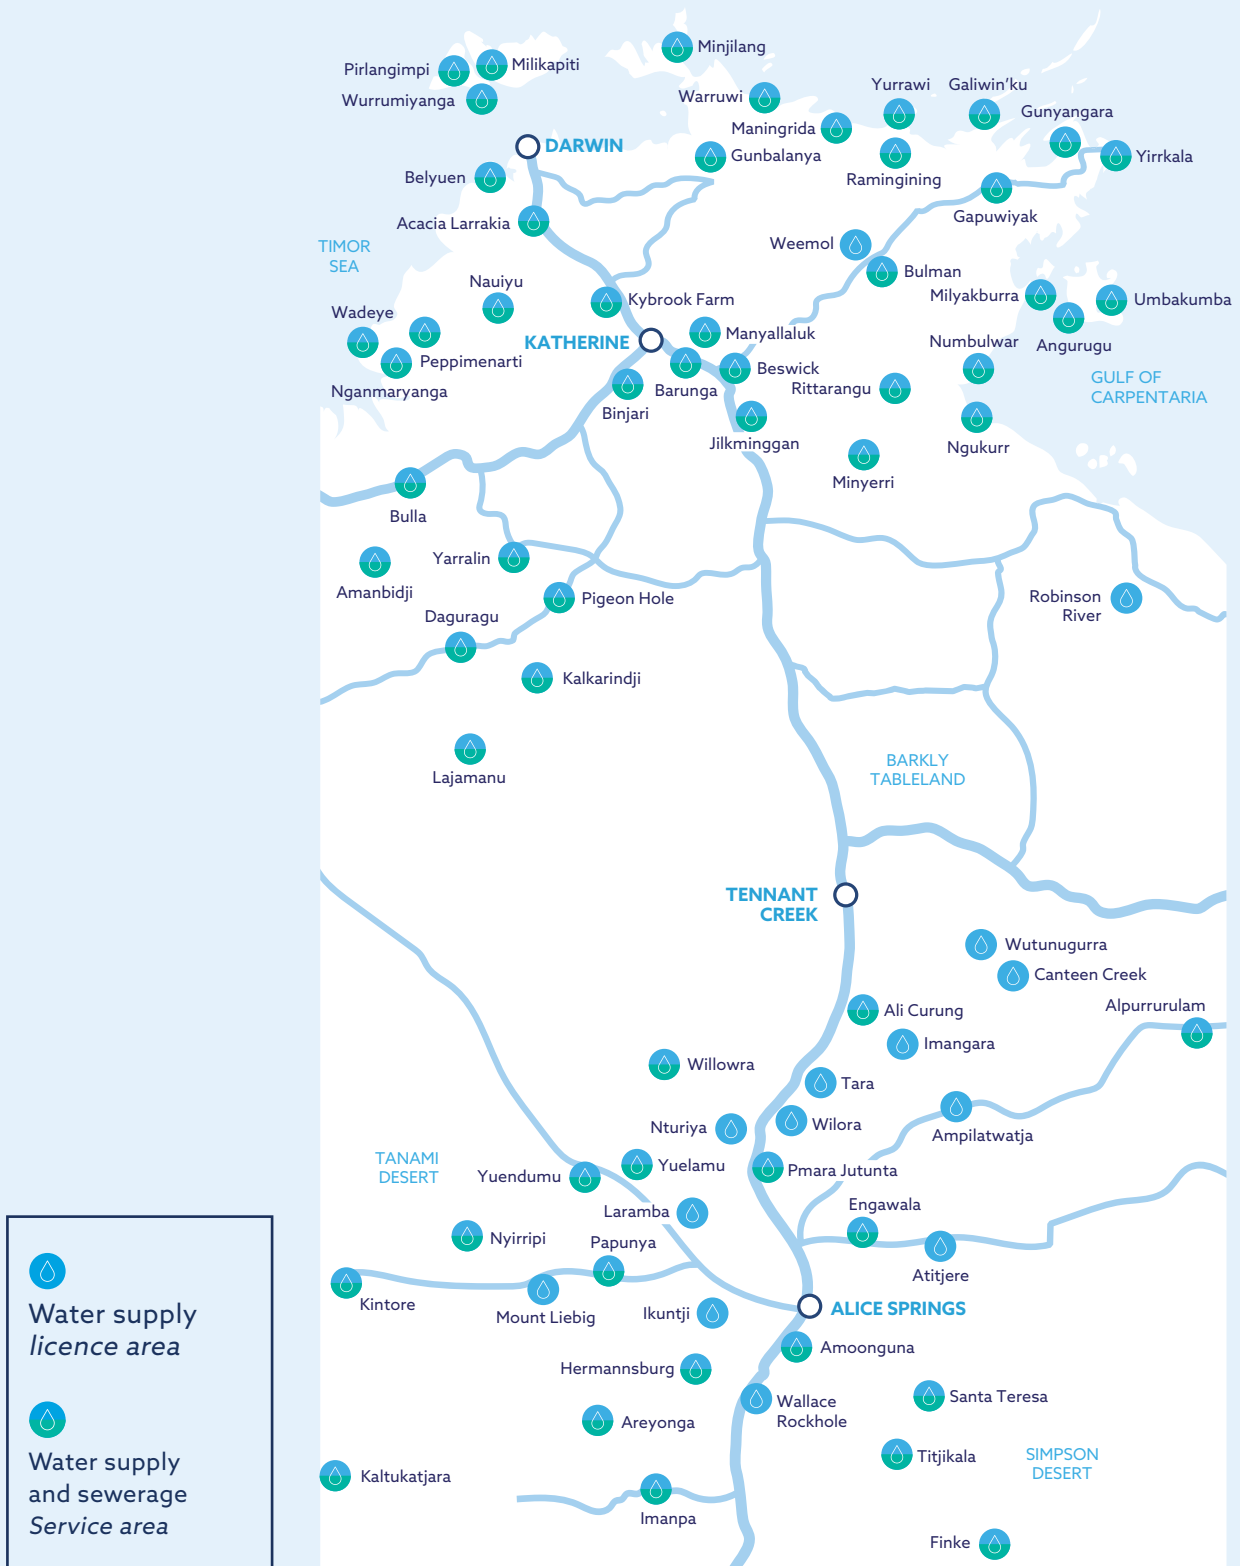 Minjilang
Pirlangimpi
Milikapiti
Wurrumiyanga
Warruwi
Yurrawi
Galiwin'ku
Gunyangara
Maningrida
DARWIN
Gunbalanya
Yirrkala
Belyuen
Ramingining
Acacia Larrakia
Gapuwiyak
TIMOR
SEA
Weemol
Nauiyu
Bulman
Kybrook Farm
Milyakburra
Umbakumba
Wadeye
KATHERINE
Manyallaluk
Numbulwar
Angurugu
Peppimenarti
Beswick
Nganmaryanga
Barunga
Rittarangu
GULF OF
CARPENTARIA
Binjari
Jilkminggan
Ngukurr
Minyerri
Bulla
Yarralin
Amanbidji
Pigeon Hole
Robinson
River
Daguragu
Kalkarindji
Lajamanu
BARKLY
TABLELAND
TENNANT
CREEK
Wutunugurra
Canteen Creek
Ali Curung
Alpurrurulam
Imangara
Willowra
Tara
Nturiya
Wilora
Ampilatwatja
TANAMI
DESERT
Yuendumu
Yuelamu
Pmara Jutunta
Laramba
Engawala
Nyirripi
Papunya
Atitjere
Kintore
Mount Liebig
Ikuntji
ALICE SPRINGS
Amoonguna
Hermannsburg
Wallace
Rockhole
Santa Teresa
Areyonga
Titjikala
SIMPSON
DESERT
Kaltukatjara
Imanpa
Finke
Water supply
licence area
Water supply
and sewerage
Service area